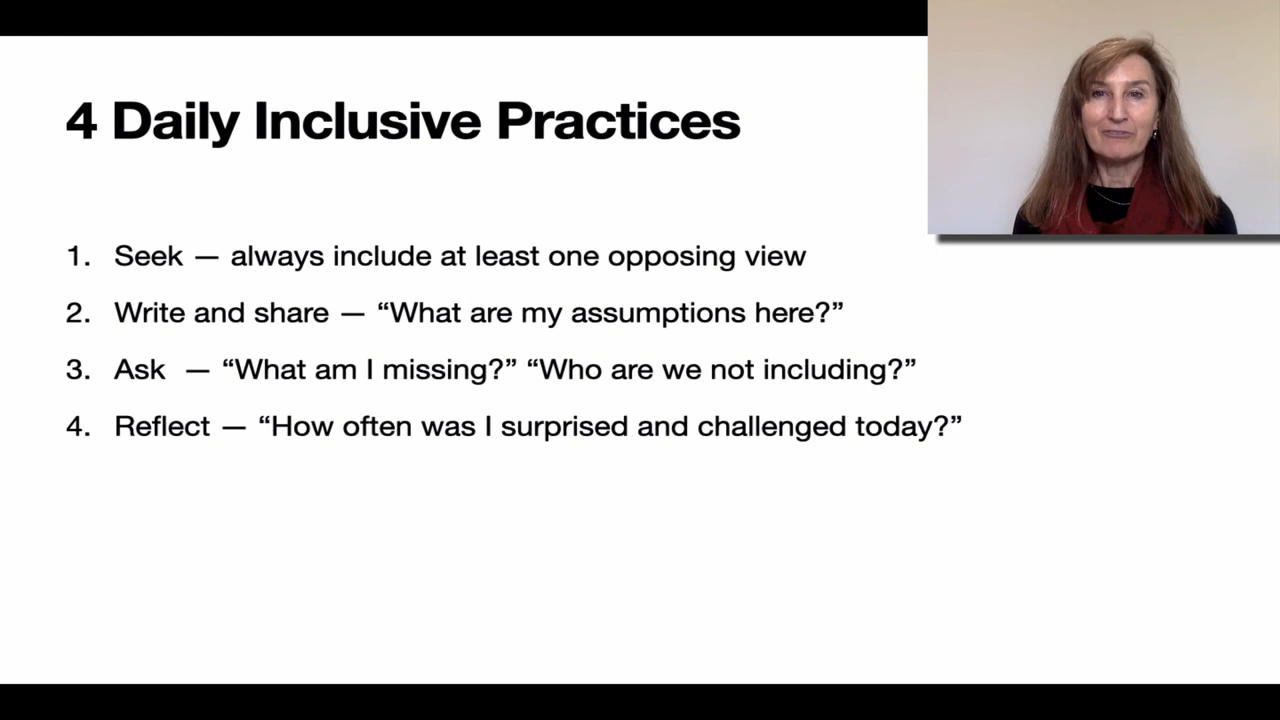 4 Daily Inclusive Practices
1. Seek — always include at least one opposing view
2. Write and share — “What are my assumptions here?”
3. Ask — “What am I missing?” “Who are we not including?”
4. Reflect — “How often was I surprised and challenged today?”